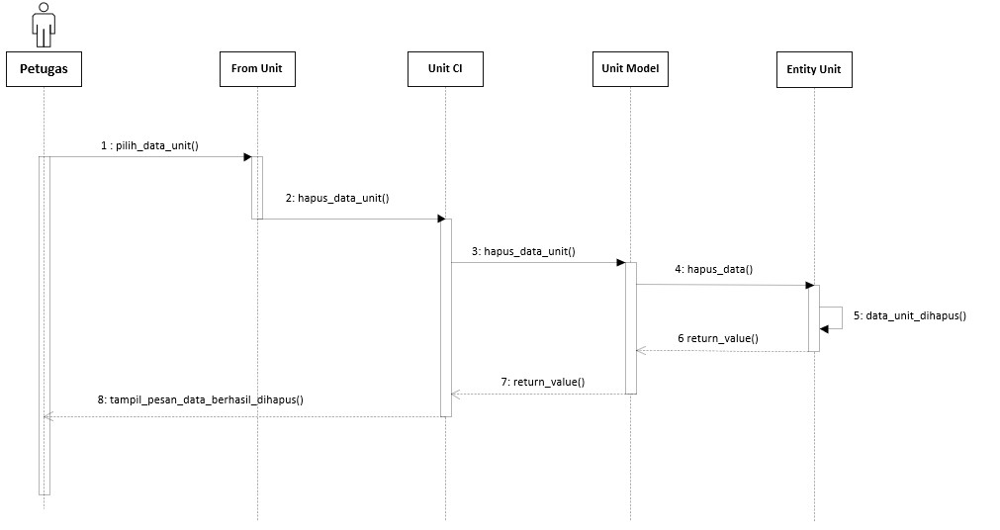 Petugas
From Unit
Unit CI
Unit Model
Entity Unit
1 : pilih_data_unit()
2: hapus_data_unit()
3: hapus_data_unit()
4: hapus_data()
5: data_unit_dihapus()
6 return_value()
7: return_value()
8: tampil_pesan_data_berhasil_dihapus()